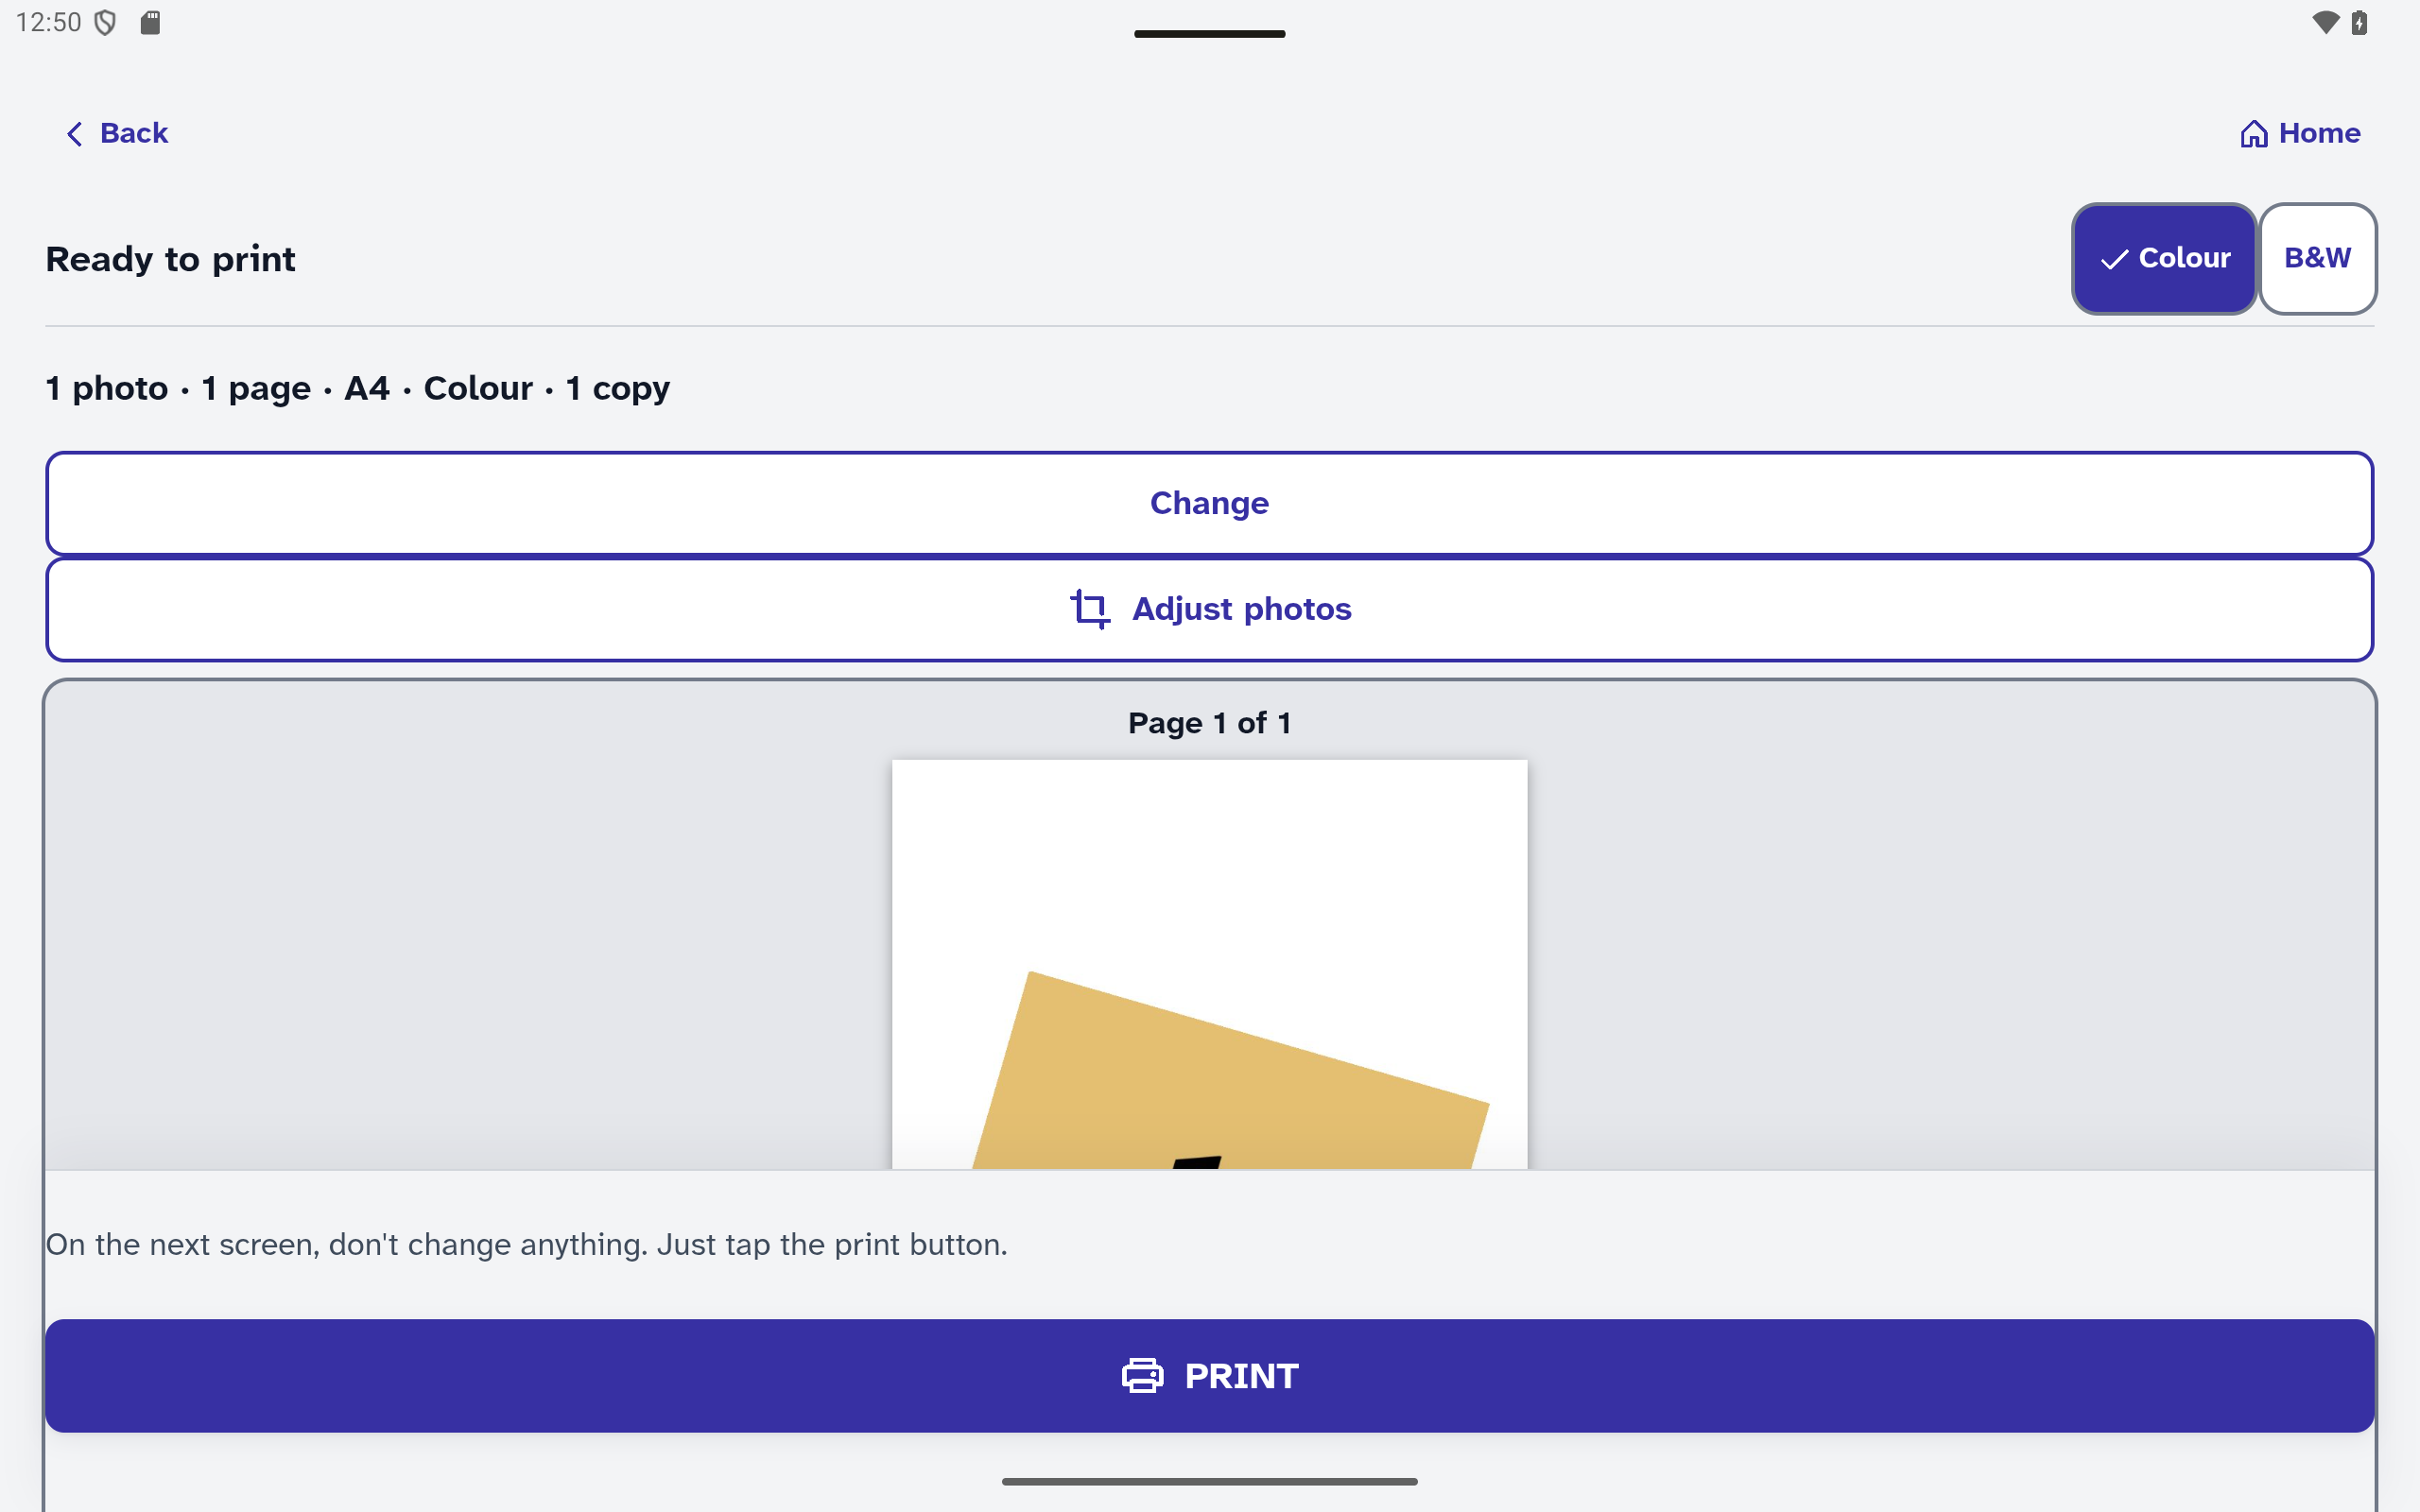 12:50
Back
Home
Ready to print
Colour
B&W
1 photo · 1 page · A4 · Colour · 1 copy
Change
Adjust photos
Page 1 of 1
On the next screen, don't change anything. Just tap the print button.
PRINT